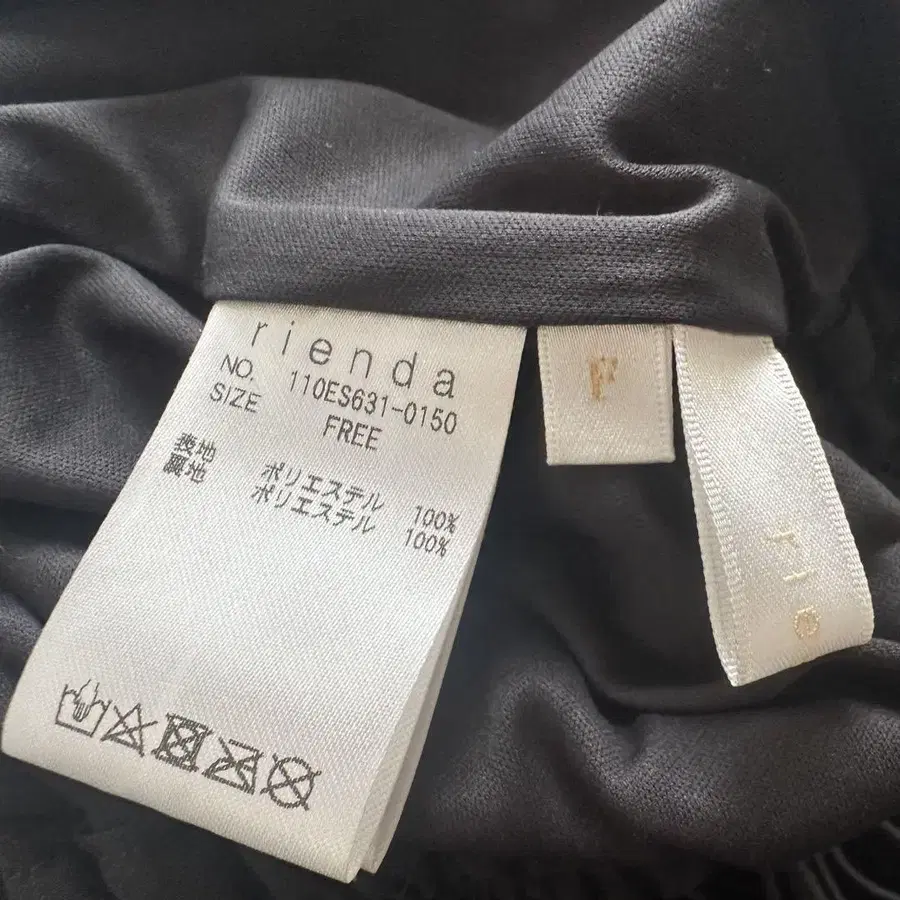 rienda
NO. 110ES631-0150
SIZE FREE
表地 ポリエステル 100%
裏地 ポリエステル 100%
F
rie